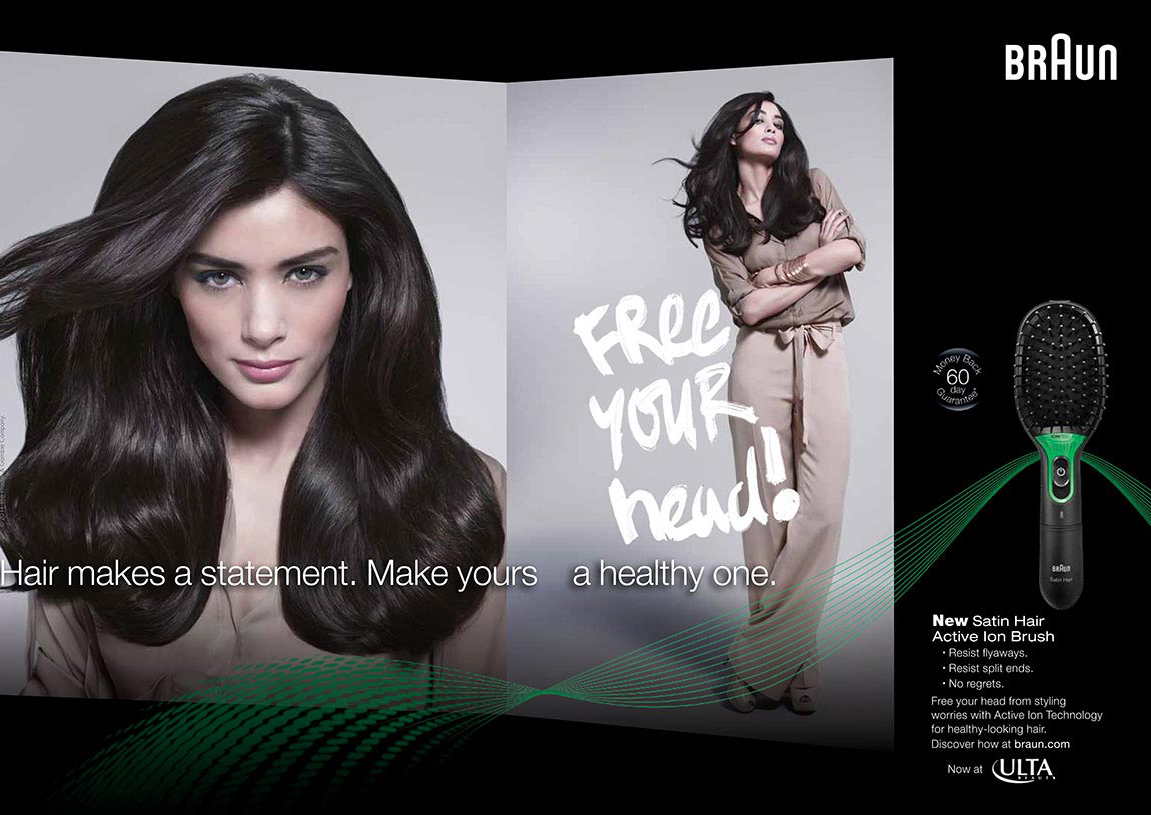 BRAUN
FREE
YOUR
head!
Hair makes a statement. Make yours a healthy one.
Money Back
60
day
Guarantee*
BRAUN
Satin Hair
New Satin Hair
Active Ion Brush
• Resist flyaways.
• Resist split ends.
• No regrets.
Free your head from styling
worries with Active Ion Technology
for healthy-looking hair.
Discover how at braun.com
Now at ULTA
BEAUTY